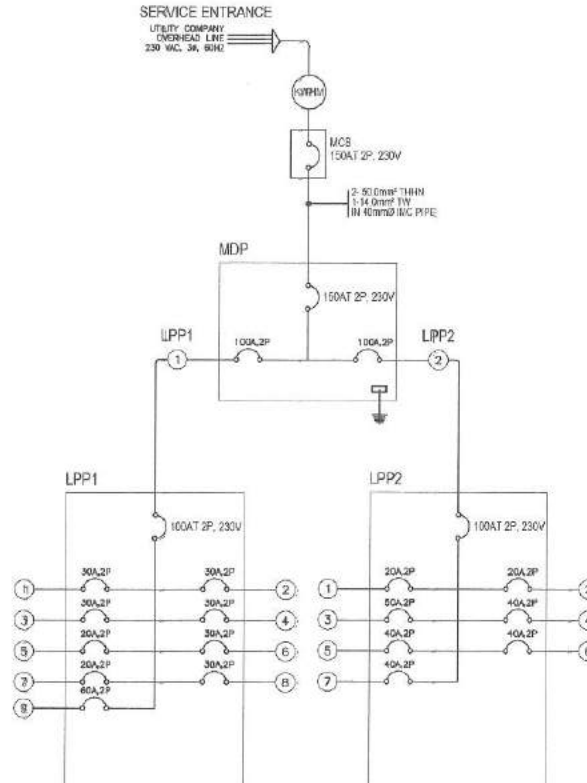 SERVICE ENTRANCE
UTILITY COMPANY
OVERHEAD LINE
230 VAC, 3Ø, 60HZ
KWHM
MCB
150AT 2P, 230V
2- 50.0mm² THHN
1-14.0mm² TW
IN 40mmØ IMC PIPE
MDP
150AT 2P, 230V
LPP1
100A,2P
100A,2P
LPP2
1
2
LPP1
LPP2
100AT 2P, 230V
100AT 2P, 230V
30A,2P
30A,2P
20A,2P
20A,2P
1
2
1
2
30A,2P
30A,2P
50A,2P
40A,2P
3
4
3
4
20A,2P
30A,2P
40A,2P
40A,2P
5
6
5
6
20A,2P
30A,2P
40A,2P
7
8
7
60A,2P
9